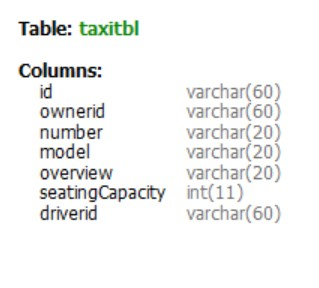 Table: taxitbl
Columns:
id varchar(60)
ownerid varchar(60)
number varchar(20)
model varchar(20)
overview varchar(20)
seatingCapacity int(11)
driverid varchar(60)